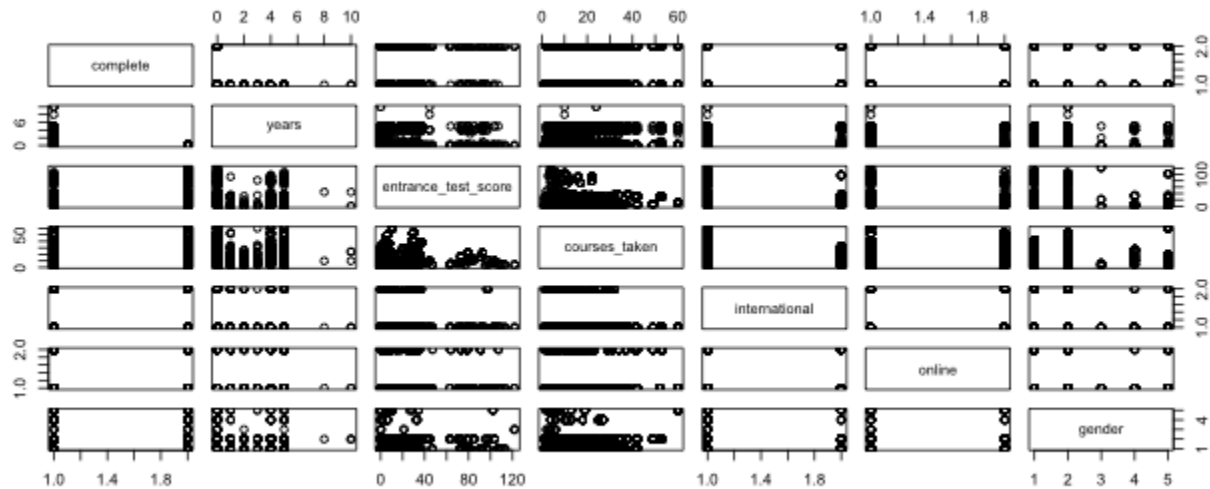 0 2 4 6 8 10 0 20 40 60 1.0 1.4 1.8
complete 1.0 2.0
0 6 years
entrance_test_score 0 100
0 50 courses_taken
international 1.0 2.0
1.0 2.0 online
gender 1 4
1.0 1.4 1.8 0 40 80 120 1.0 1.4 1.8 1 2 3 4 5